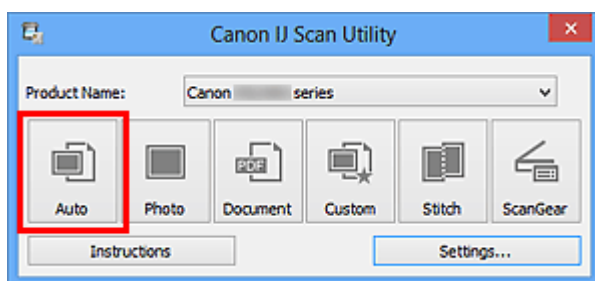 Canon IJ Scan Utility
Product Name: Canon series
Auto Photo PDF Document Custom Stitch ScanGear
Instructions Settings...